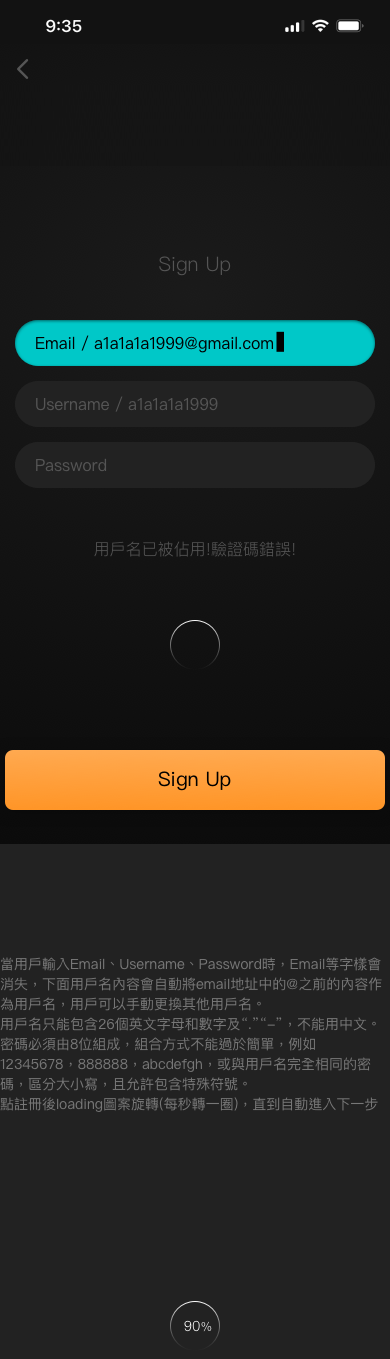 9:35
Sign Up
Email / a1a1a1a1999@gmail.com
Username / a1a1a1a1999
Password
用戶名已被佔用!驗證碼錯誤!
Sign Up
當用戶輸入Email、Username、Password時，Email等字樣會
消失，下面用戶名內容會自動將email地址中的@之前的內容作
為用戶名，用戶可以手動更換其他用戶名。
用戶名只能包含26個英文字母和數字及“.”“-”，不能用中文。
密碼必須由8位組成，組合方式不能過於簡單，例如
12345678，888888，abcdefgh，或與用戶名完全相同的密
碼，區分大小寫，且允許包含特殊符號。
點註冊後loading圖案旋轉(每秒轉一圈)，直到自動進入下一步
90%